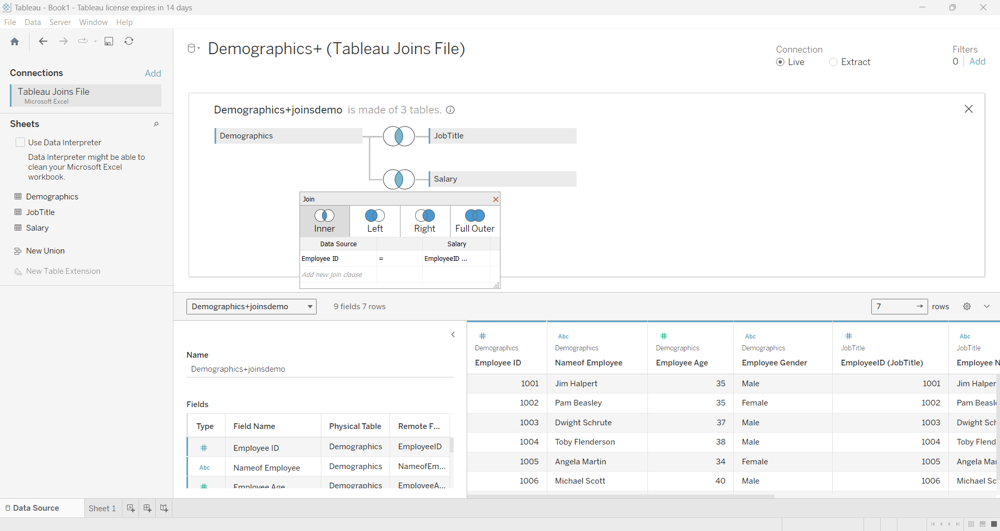 Tableau - Book1 - Tableau license expires in 14 days
File Data Server Window Help
Connections Add
Tableau Joins File
Microsoft Excel
Sheets
Use Data Interpreter
Data Interpreter might be able to
clean your Microsoft Excel
workbook.
Demographics
JobTitle
Salary
New Union
New Table Extension
Demographics+ (Tableau Joins File)
Connection
Live Extract
Filters
0 Add
Demographics+joinsdemo is made of 3 tables.
Demographics JobTitle
Salary
Join
Inner Left Right Full Outer
Data Source Salary
Employee ID = EmployeeID ...
Add new join clause
Demographics+joinsdemo 9 fields 7 rows 7 rows
Name
Demographics+joinsdemo
Fields
Type Field Name Physical Table Remote F...
# Employee ID Demographics EmployeeID
Abc Nameof Employee Demographics NameofEm...
# Employee Age Demographics EmployeeA...
# Abc # Abc # Abc
Demographics Demographics Demographics Demographics JobTitle JobTitle
Employee ID Nameof Employee Employee Age Employee Gender EmployeeID (JobTitle) Employee N
1001 Jim Halpert 35 Male 1001 Jim Halper
1002 Pam Beasley 35 Female 1002 Pam Beasl
1003 Dwight Schrute 37 Male 1003 Dwight Sch
1004 Toby Flenderson 38 Male 1004 Toby Flend
1005 Angela Martin 34 Female 1005 Angela Mar
1006 Michael Scott 40 Male 1006 Michael Sc
Data Source Sheet 1